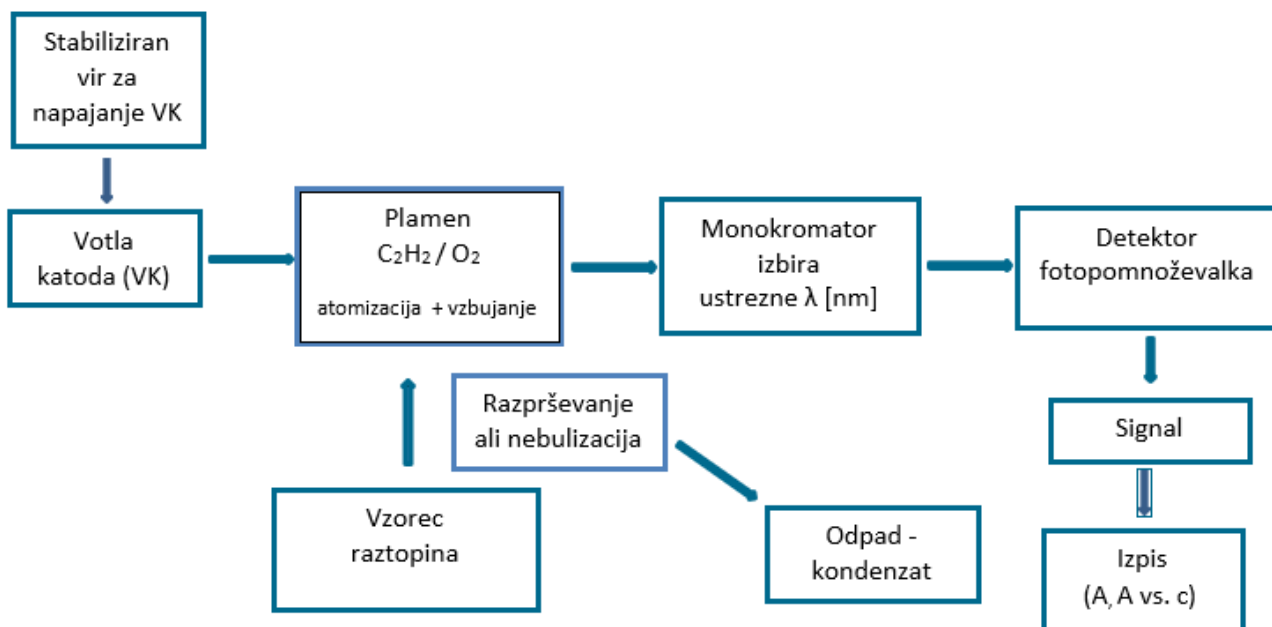 Stabiliziran
vir za
napajanje VK
Votla
katoda (VK)
Plamen
C₂H₂ / O₂
atomizacija + vzbujanje
Monokromator
izbira
ustrezne λ [nm]
Detektor
fotopomnoževalka
Razprševanje
ali nebulizacija
Signal
Vzorec
raztopina
Odpad -
kondenzat
Izpis
(A, A vs. c)